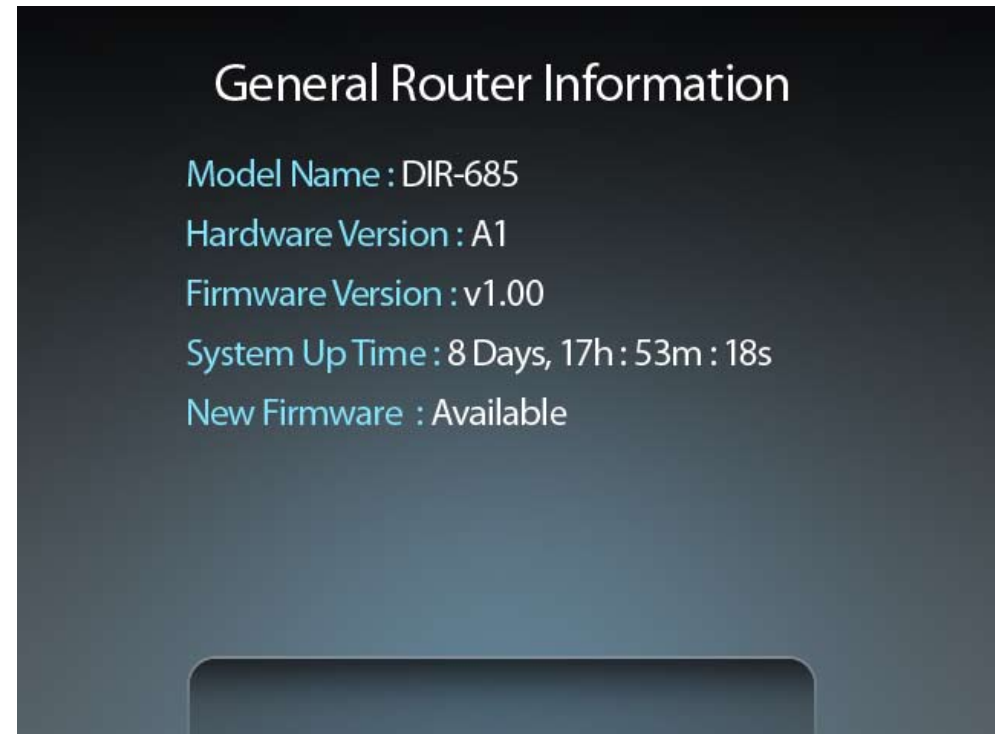 General Router Information
Model Name : DIR-685
Hardware Version : A1
Firmware Version : v1.00
System Up Time : 8 Days, 17h : 53m : 18s
New Firmware : Available